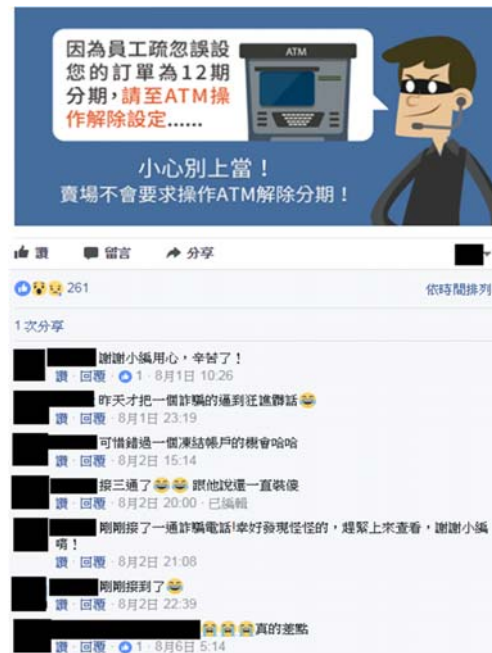 因為員工疏忽誤設
您的訂單為12期
分期，請至ATM操
作解除設定......
ATM
小心別上當！
賣場不會要求操作ATM解除分期！
讚 留言 分享
261 依時間排列
1次分享
謝謝小編用心，辛苦了！
讚 · 回覆 · 1 · 8月1日 10:26
昨天才把一個詐騙的逼到狂譙髒話
讚 · 回覆 · 8月1日 23:19
可惜錯過一個凍結帳戶的機會哈哈
讚 · 回覆 · 8月2日 15:14
接三通了 跟他說還一直裝傻
讚 · 回覆 · 8月2日 20:00 · 已編輯
剛剛接了一通詐騙電話!幸好發現怪怪的，趕緊上來查看，謝謝小編
唷！
讚 · 回覆 · 8月2日 21:08
剛剛接到了
讚 · 回覆 · 8月2日 22:39
真的差點
讚 · 回覆 · 1 · 8月6日 5:14